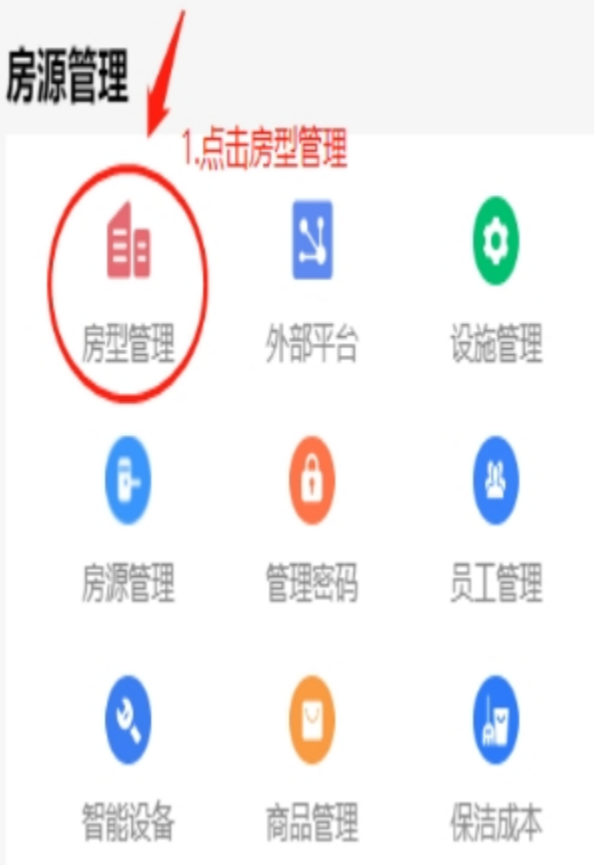 房源管理
1.点击房型管理
房型管理
外部平台
设施管理
房源管理
管理密码
员工管理
智能设备
商品管理
保洁成本